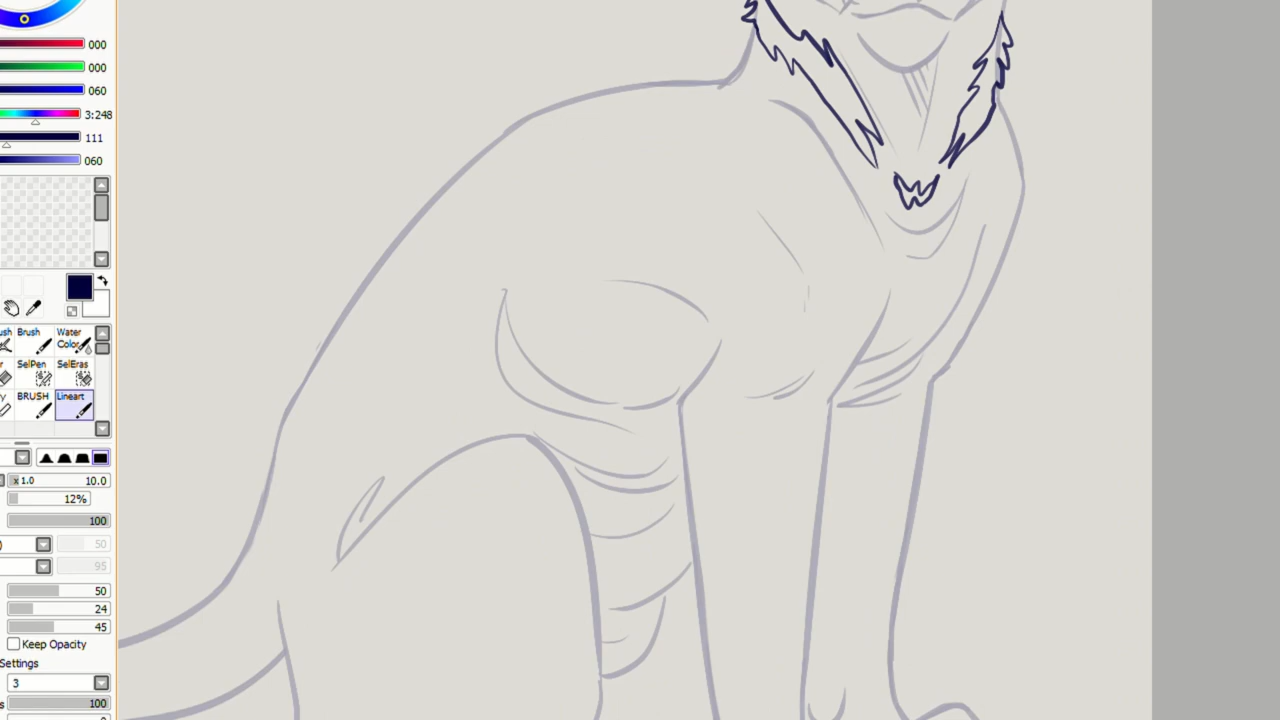 000
000
060
3:248
111
060
ush Brush Water
Color
r SelPen SelEras
y BRUSH Lineart
x 1.0 10.0
12%
100
) 50
95
50
24
45
Keep Opacity
Settings
3
s 100